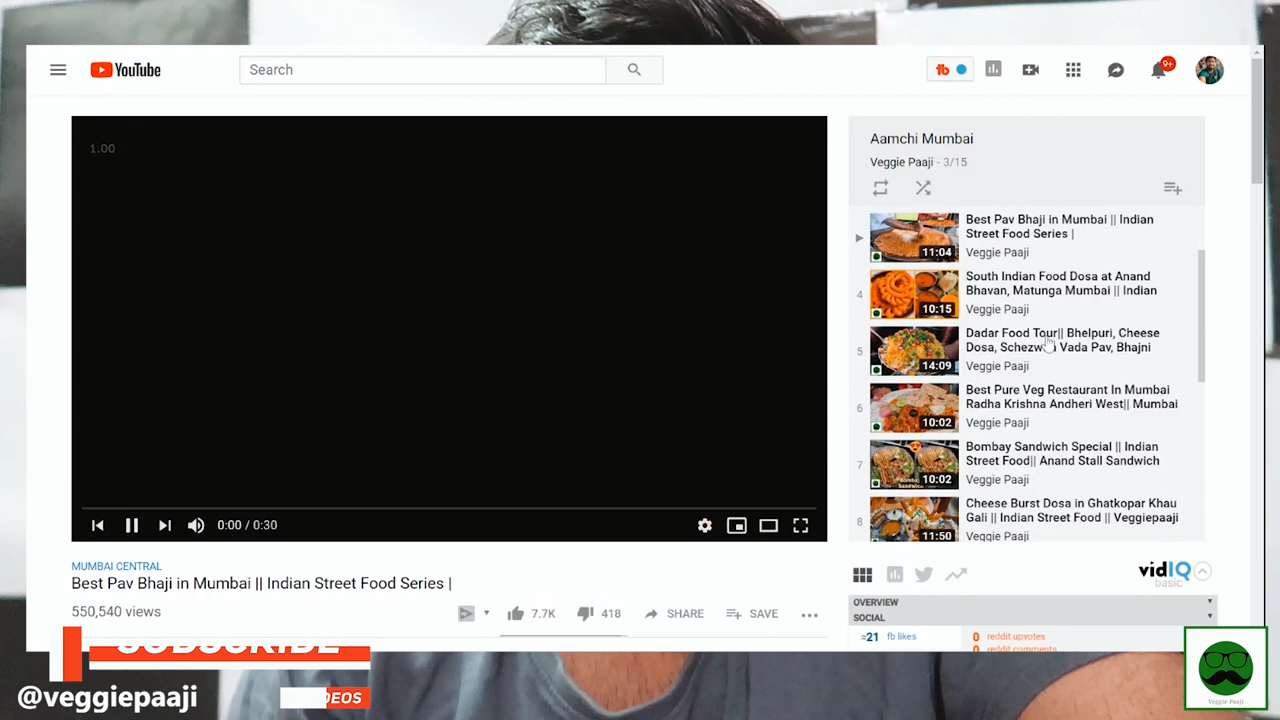 YouTube
Search
9+
1.00
Aamchi Mumbai
Veggie Paaji - 3/15
Best Pav Bhaji in Mumbai || Indian
Street Food Series |
Veggie Paaji
11:04
4
South Indian Food Dosa at Anand
Bhavan, Matunga Mumbai || Indian
Veggie Paaji
10:15
5
Dadar Food Tour|| Bhelpuri, Cheese
Dosa, Vada Pav, Bhajni
Veggie Paaji
14:09
6
Best Pure Veg Restaurant In Mumbai
Radha Krishna Andheri West|| Mumbai
Veggie Paaji
10:02
7
Bombay Sandwich Special || Indian
Street Food|| Anand Stall Sandwich
Veggie Paaji
10:02
8
Cheese Burst Dosa in Ghatkopar Khau
Gali || Indian Street Food || Veggiepaaji
Veggie Paaji
11:50
0:00 / 0:30
MUMBAI CENTRAL
Best Pav Bhaji in Mumbai || Indian Street Food Series |
550,540 views
7.7K
418
SHARE
SAVE
vidIQ
basic
OVERVIEW
SOCIAL
≈21 fb likes
0 reddit upvotes
0 reddit comments
SUBSCRIBE
@veggiepaaji
DEOS
Veggie Paaji